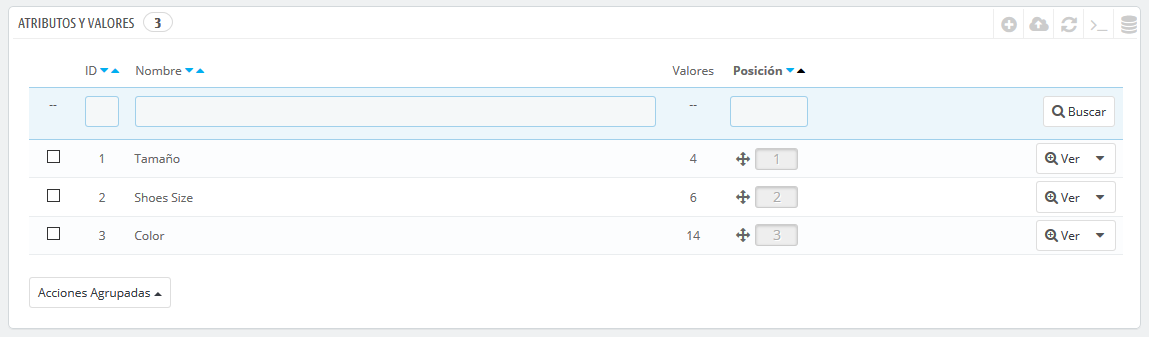 ATRIBUTOS Y VALORES 3
ID Nombre Valores Posición
-- -- Buscar
1 Tamaño 4 1 Ver
2 Shoes Size 6 2 Ver
3 Color 14 3 Ver
Acciones Agrupadas